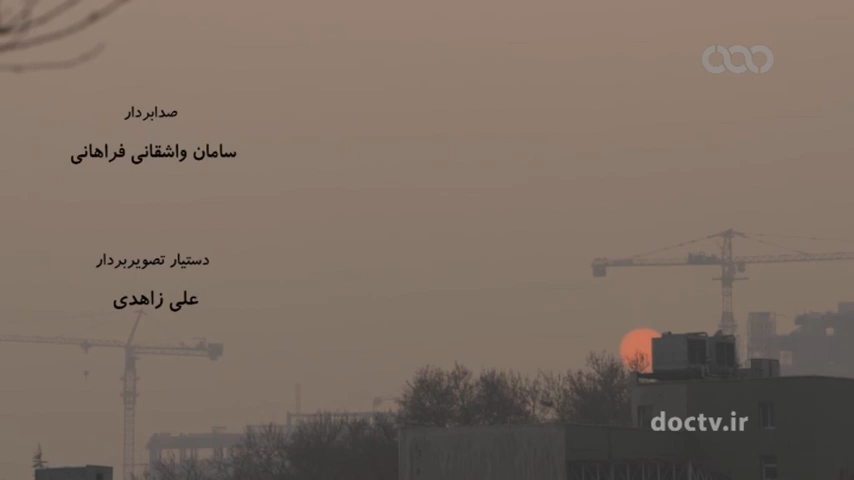 صدابردار
سامان واشقانی فراهانی
دستیار تصویربردار
علی زاهدی
doctv.ir